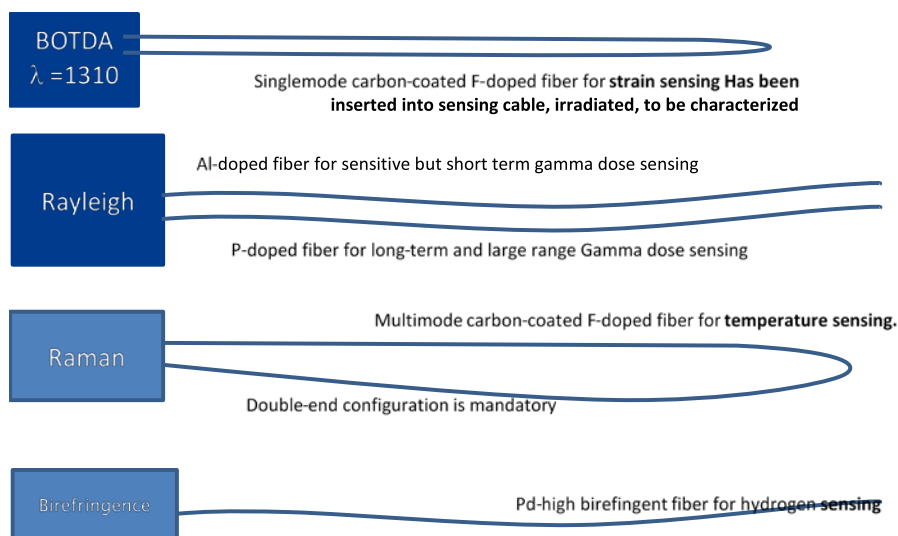 BOTDA
λ =1310
Singlemode carbon-coated F-doped fiber for strain sensing Has been
inserted into sensing cable, irradiated, to be characterized
Al-doped fiber for sensitive but short term gamma dose sensing
Rayleigh
P-doped fiber for long-term and large range Gamma dose sensing
Multimode carbon-coated F-doped fiber for temperature sensing.
Raman
Double-end configuration is mandatory
Birefringence
Pd-high birefingent fiber for hydrogen sensing